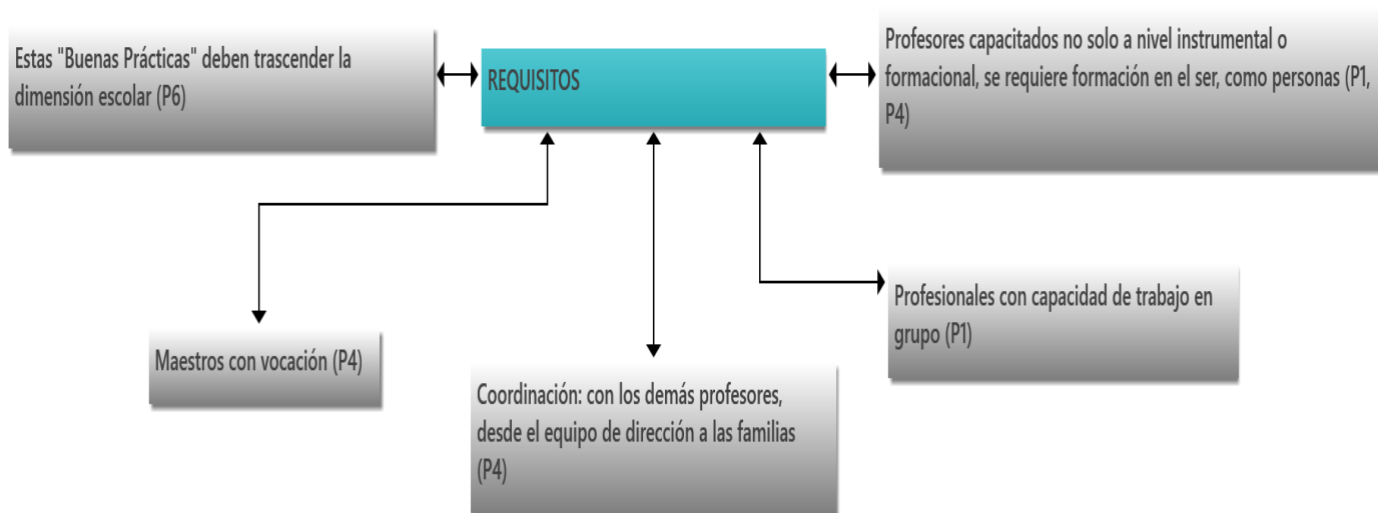 Estas "Buenas Prácticas" deben trascender la
dimensión escolar (P6)
REQUISITOS
Profesores capacitados no solo a nivel instrumental o
formacional, se requiere formación en el ser, como personas (P1,
P4)
Maestros con vocación (P4)
Coordinación: con los demás profesores,
desde el equipo de dirección a las familias
(P4)
Profesionales con capacidad de trabajo en
grupo (P1)